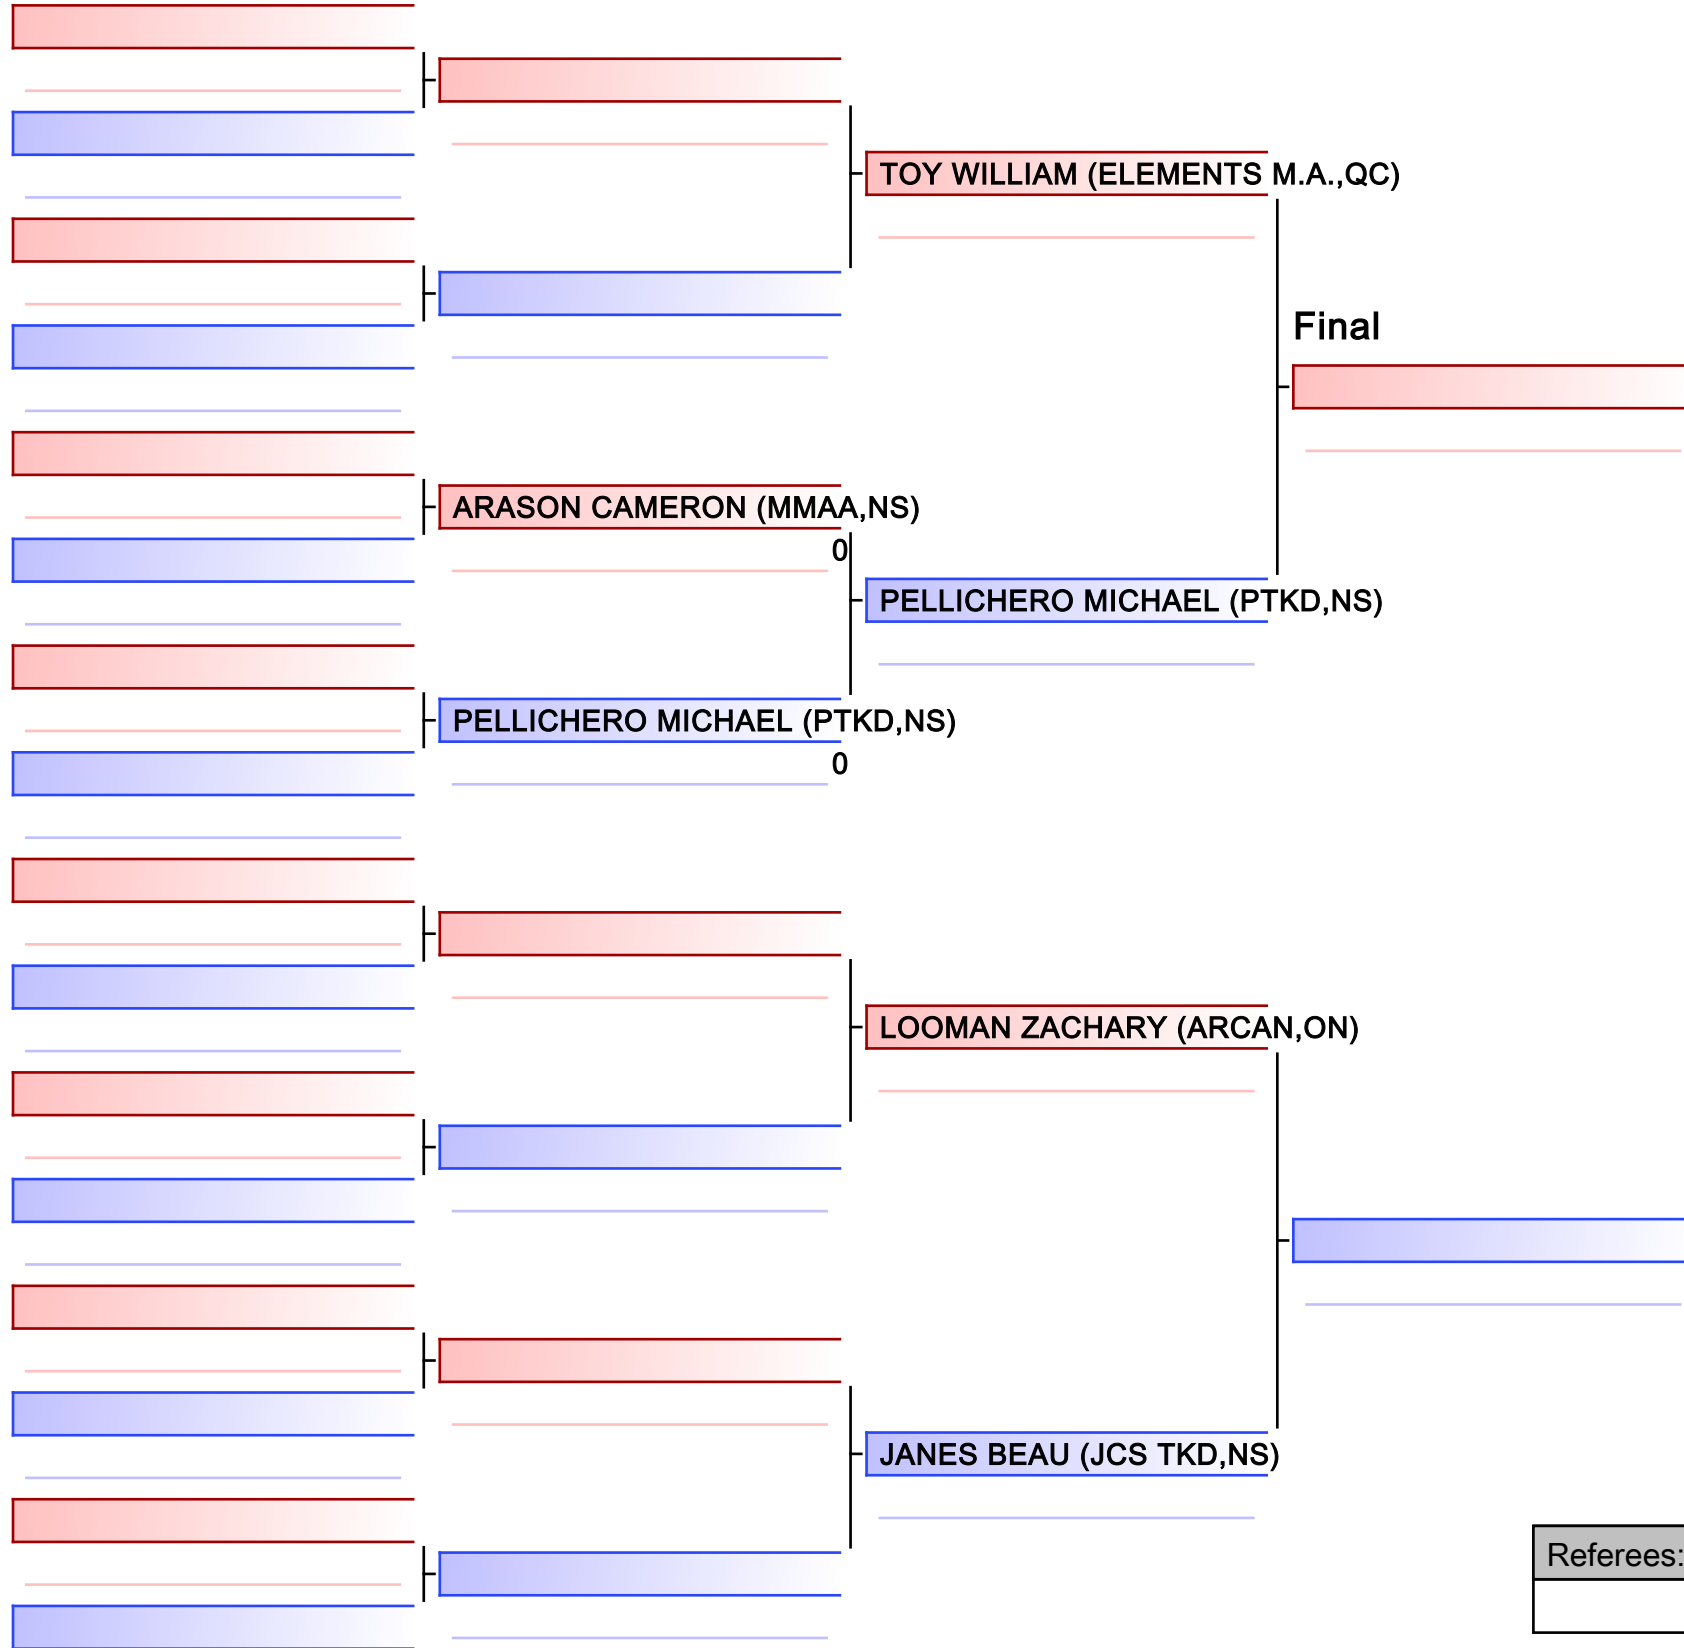 TOY WILLIAM (ELEMENTS M.A.,QC)
Final
ARASON CAMERON (MMAA,NS)
0
PELLICHERO MICHAEL (PTKD,NS)
PELLICHERO MICHAEL (PTKD,NS)
0
LOOMAN ZACHARY (ARCAN,ON)
JANES BEAU (JCS TKD,NS)
Referees: